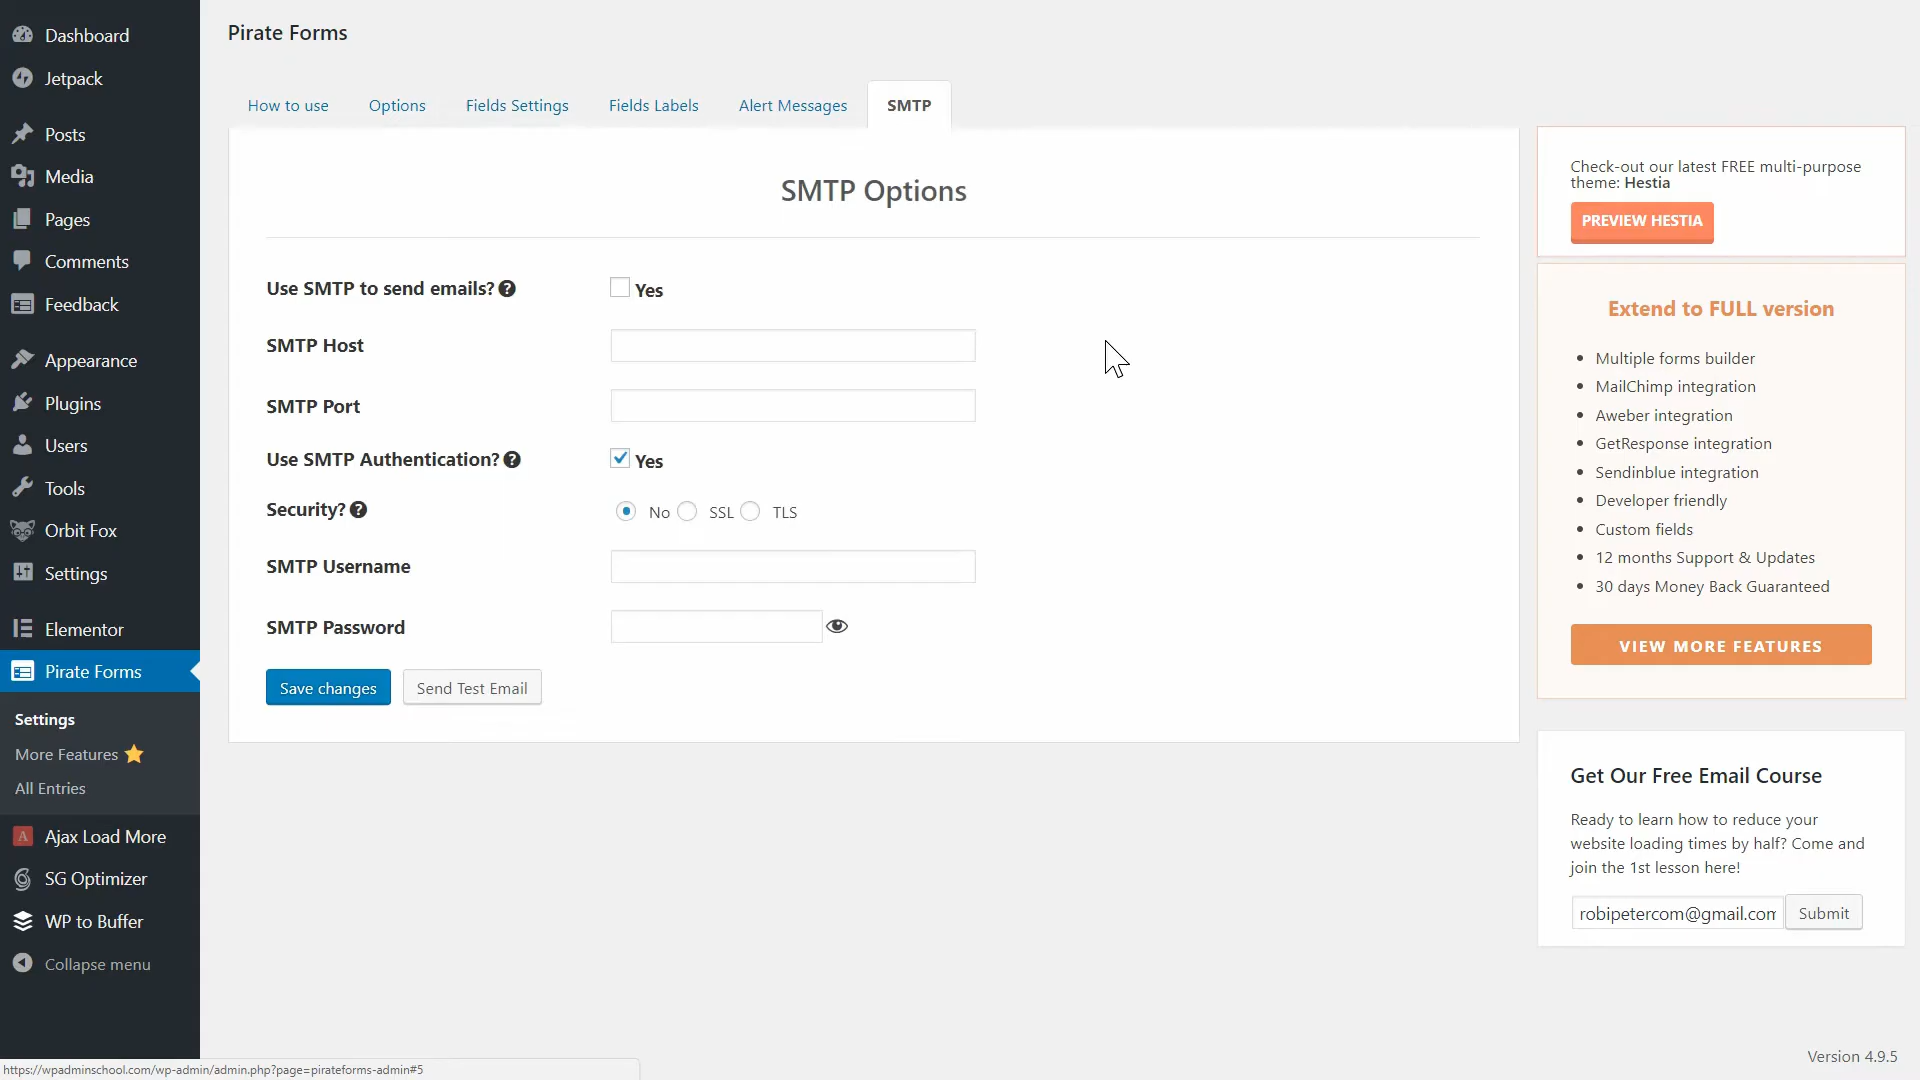 Dashboard
Jetpack
Posts
Media
Pages
Comments
Feedback
Appearance
Plugins
Users
Tools
Orbit Fox
Settings
Elementor
Pirate Forms
Settings
More Features
All Entries
Ajax Load More
SG Optimizer
WP to Buffer
Collapse menu
Pirate Forms
How to use Options Fields Settings Fields Labels Alert Messages SMTP
SMTP Options
Use SMTP to send emails? Yes
SMTP Host
SMTP Port
Use SMTP Authentication? Yes
Security? No SSL TLS
SMTP Username
SMTP Password
Save changes Send Test Email
Check-out our latest FREE multi-purpose
theme: Hestia
PREVIEW HESTIA
Extend to FULL version
Multiple forms builder
MailChimp integration
Aweber integration
GetResponse integration
Sendinblue integration
Developer friendly
Custom fields
12 months Support & Updates
30 days Money Back Guaranteed
VIEW MORE FEATURES
Get Our Free Email Course
Ready to learn how to reduce your
website loading times by half? Come and
join the 1st lesson here!
robipetercom@gmail.com Submit
Version 4.9.5
https://wpadminschool.com/wp-admin/admin.php?page=pirateforms-admin#5